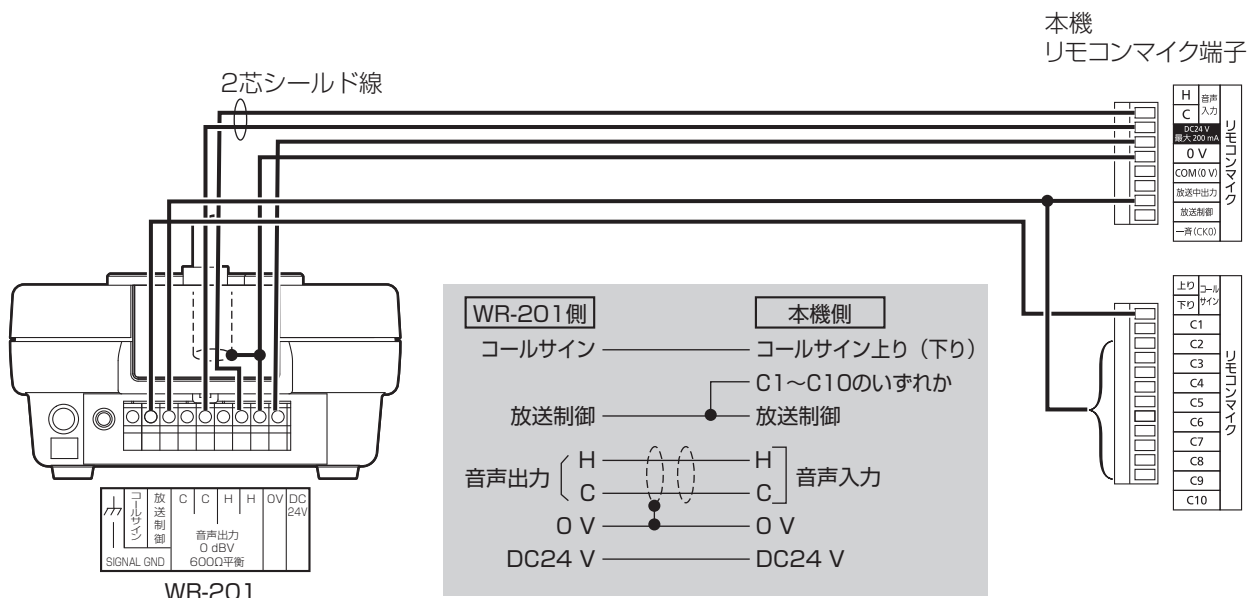 本機
リモコンマイク端子
2芯シールド線
H
C
音声
入力
DC24 V
最大 200 mA
0 V
COM(0 V)
放送中出力
放送制御
一斉(CK0)
リモコンマイク
上り
下り
コール
サイン
C1
C2
C3
C4
C5
C6
C7
C8
C9
C10
リモコンマイク
WR-201側
本機側
コールサイン
コールサイン上り（下り）
C1～C10のいずれか
放送制御
放送制御
音声出力
H
C
H
C
音声入力
0 V
0 V
DC24 V
DC24 V
コールサイン
放送制御
C
C
H
H
0V
DC
24V
音声出力
0 dBV
600Ω平衡
SIGNAL GND
WR-201